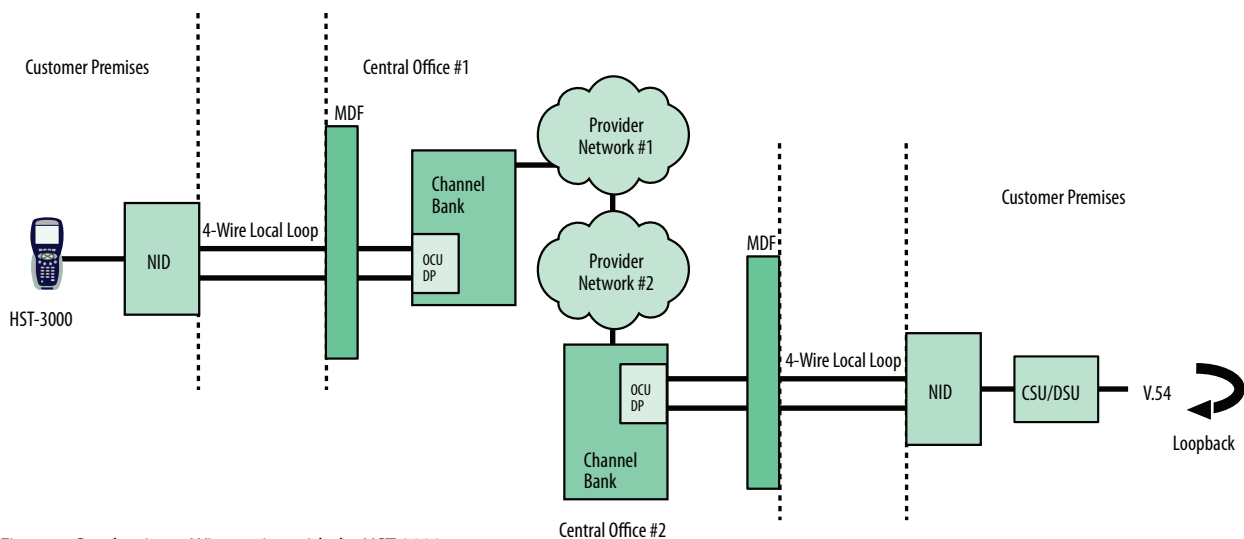 Customer Premises
Central Office #1
MDF
Provider
Network #1
Channel
Bank
Customer Premises
4-Wire Local Loop
MDF
NID
OCU
DP
Provider
Network #2
HST-3000
4-Wire Local Loop
OCU
DP
NID
CSU/DSU
V.54
Loopback
Channel
Bank
Central Office #2